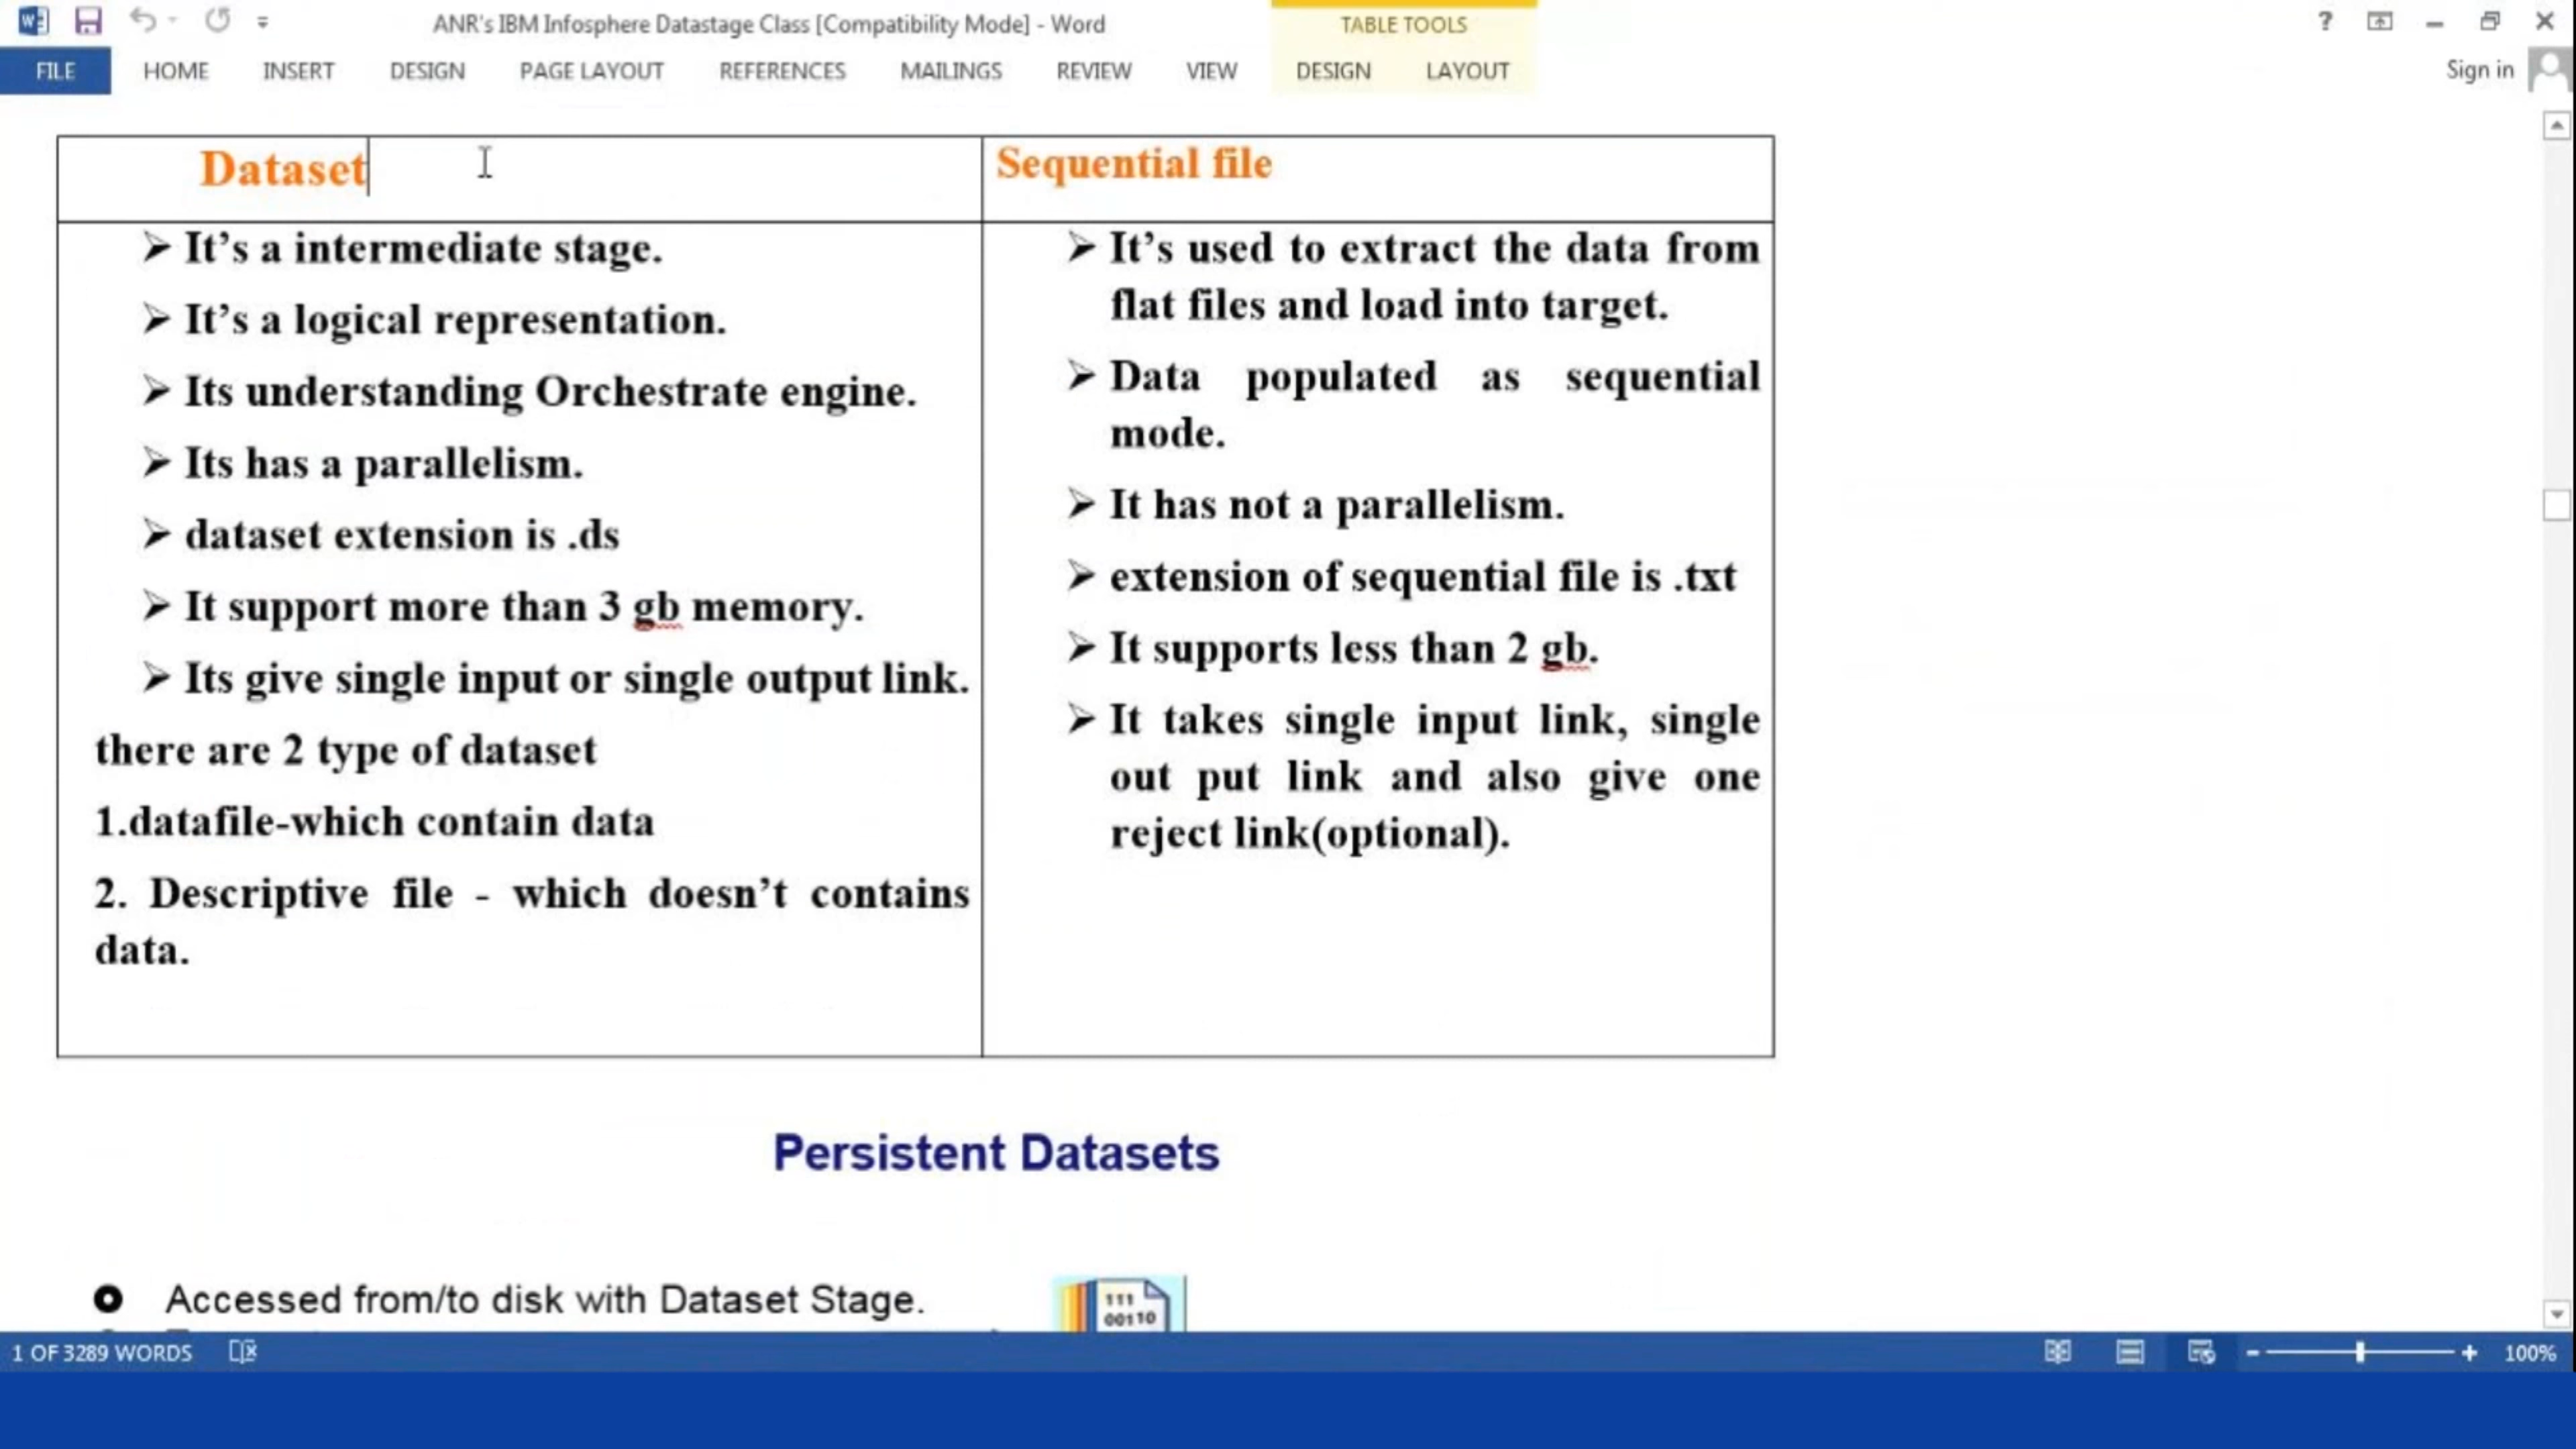 ANR's IBM Infosphere Datastage Class [Compatibility Mode] - Word
TABLE TOOLS
?
FILE
HOME
INSERT
DESIGN
PAGE LAYOUT
REFERENCES
MAILINGS
REVIEW
VIEW
DESIGN
LAYOUT
Sign in
Dataset
➢ It's a intermediate stage.
➢ It's a logical representation.
➢ Its understanding Orchestrate engine.
➢ Its has a parallelism.
➢ dataset extension is .ds
➢ It support more than 3 gb memory.
➢ Its give single input or single output link.
there are 2 type of dataset
1.datafile-which contain data
2. Descriptive file - which doesn't contains
data.
Sequential file
➢ It's used to extract the data from
flat files and load into target.
➢ Data populated as sequential
mode.
➢ It has not a parallelism.
➢ extension of sequential file is .txt
➢ It supports less than 2 gb.
➢ It takes single input link, single
out put link and also give one
reject link(optional).
Persistent Datasets
Accessed from/to disk with Dataset Stage.
111
00110
1 OF 3289 WORDS
100%